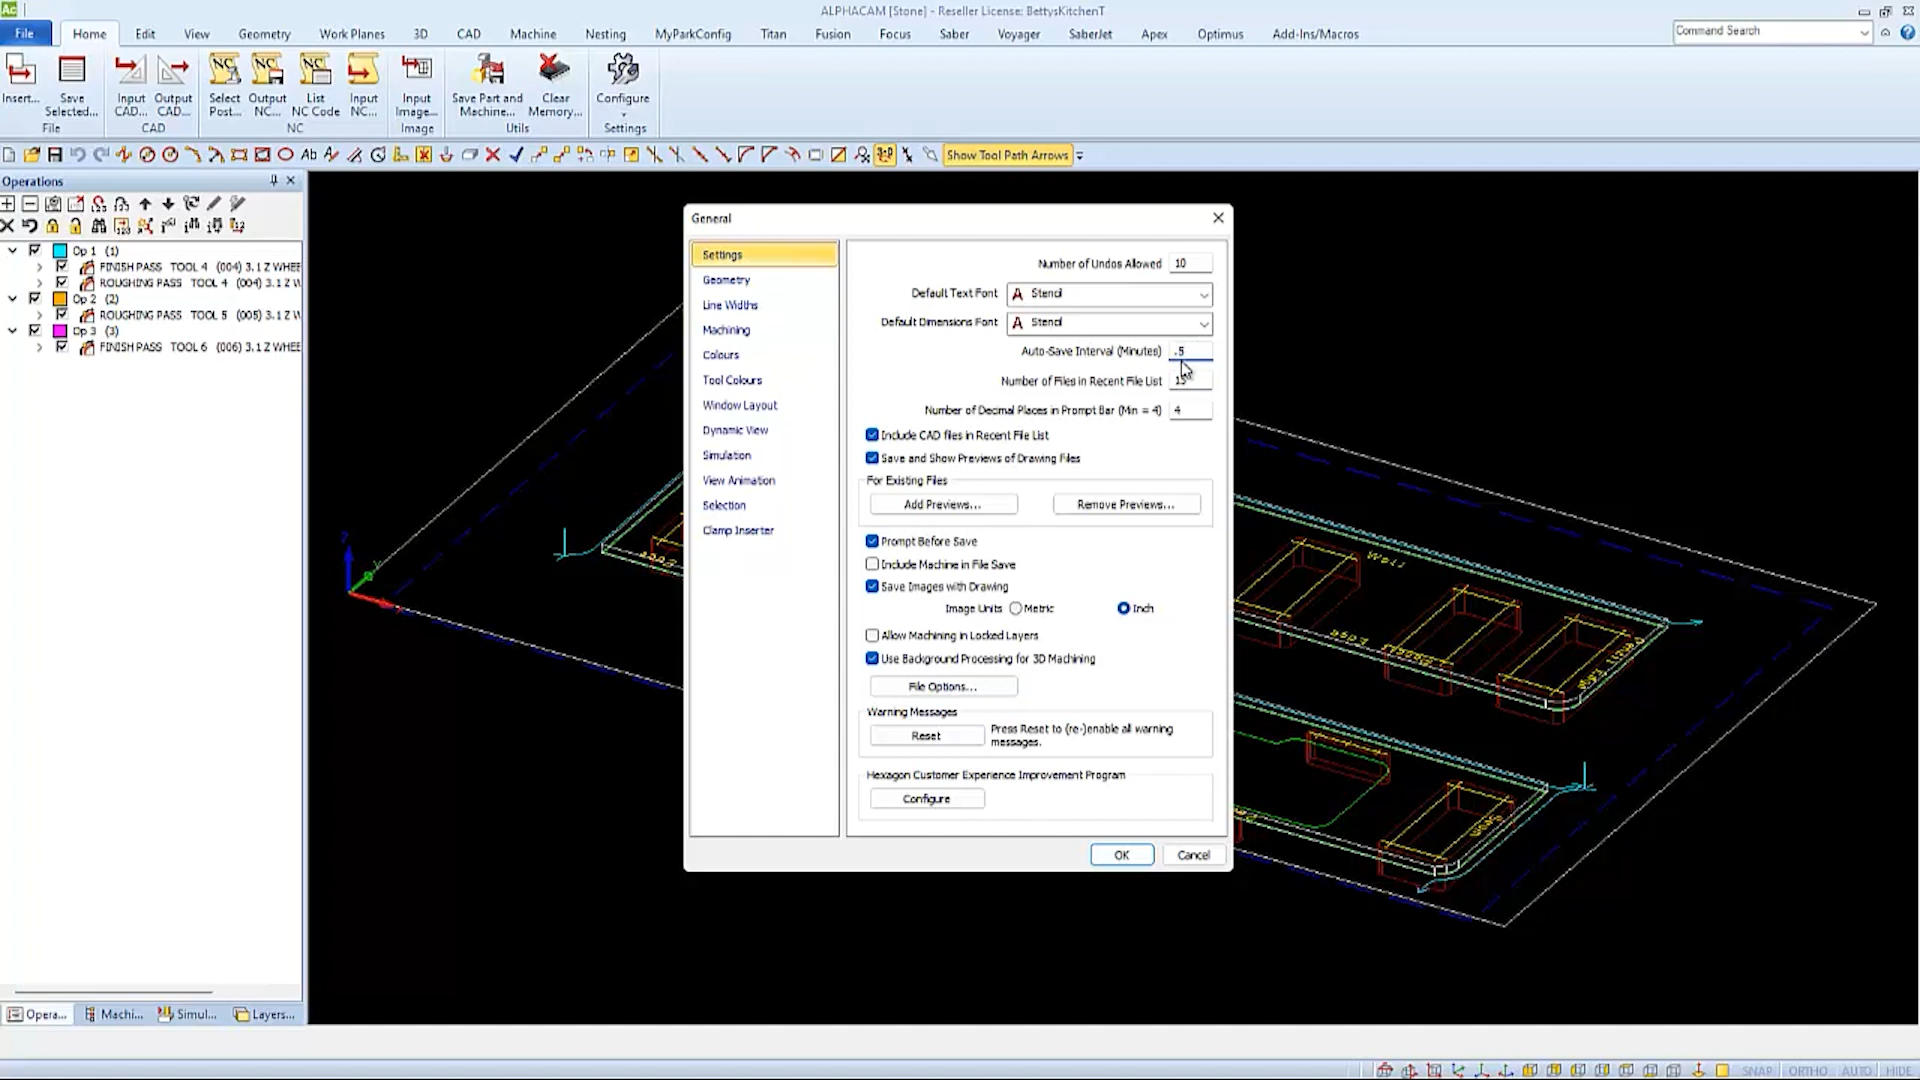 ALPHACAM [Stone] - Reseller License: BettysKitchenT
File Home Edit View Geometry Work Planes 3D CAD Machine Nesting MyParkConfig Titan Fusion Focus Saber Voyager SaberJet Apex Optimus Add-Ins/Macros
Command Search
Insert... Save Selected... Input CAD... Output CAD... Select Post... Output NC... List NC Code Input NC... Input Image... Save Part and Machine... Clear Memory... Configure
File CAD NC Image Utils Settings
Show Tool Path Arrows
Operations
Op 1 (1)
FINISH PASS TOOL 4 (004) 3.1 Z WHEE
ROUGHING PASS TOOL 4 (004) 3.1 Z W
Op 2 (2)
ROUGHING PASS TOOL 5 (005) 3.1 Z W
Op 3 (3)
FINISH PASS TOOL 6 (006) 3.1 Z WHEE
General
Settings
Geometry
Line Widths
Machining
Colours
Tool Colours
Window Layout
Dynamic View
Simulation
View Animation
Selection
Clamp Inserter
Number of Undos Allowed 10
Default Text Font Stencil
Default Dimensions Font Stencil
Auto-Save Interval (Minutes) .5
Number of Files in Recent File List 15
Number of Decimal Places in Prompt Bar (Min = 4) 4
Include CAD files in Recent File List
Save and Show Previews of Drawing Files
For Existing Files
Add Previews... Remove Previews...
Prompt Before Save
Include Machine in File Save
Save Images with Drawing
Image Units Metric Inch
Allow Machining in Locked Layers
Use Background Processing for 3D Machining
File Options...
Warning Messages
Reset Press Reset to (re-)enable all warning messages.
Hexagon Customer Experience Improvement Program
Configure
OK Cancel
Wall
Z
Opera... Machi... Simul... Layers...
SNAP ORTHO AUTO HIDE